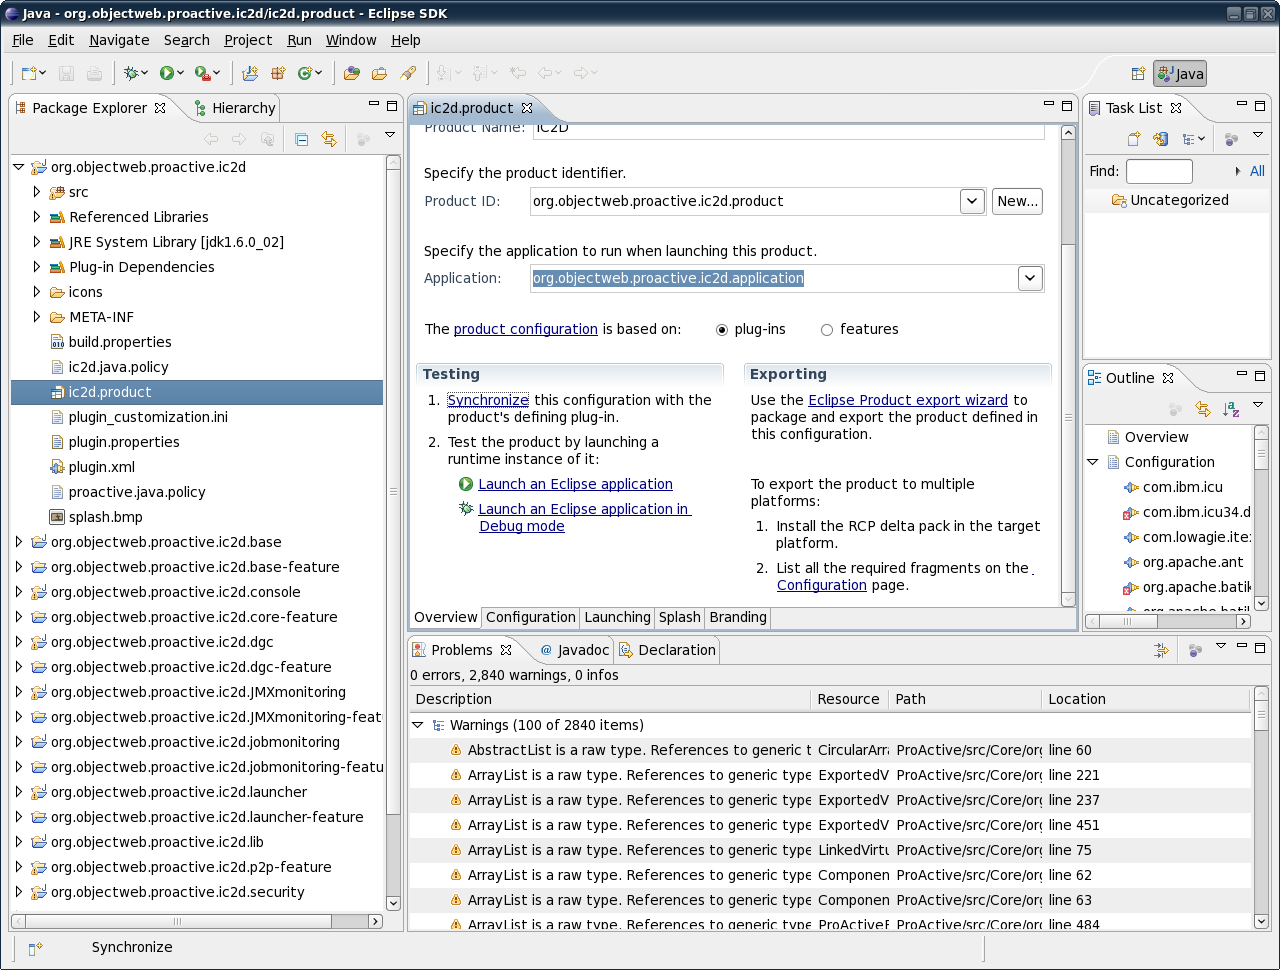 Java - org.objectweb.proactive.ic2d/ic2d.product - Eclipse SDK
File Edit Navigate Search Project Run Window Help
Java
Package Explorer
Hierarchy
org.objectweb.proactive.ic2d
src
Referenced Libraries
JRE System Library [jdk1.6.0_02]
Plug-in Dependencies
icons
META-INF
build.properties
ic2d.java.policy
ic2d.product
plugin_customization.ini
plugin.properties
plugin.xml
proactive.java.policy
splash.bmp
org.objectweb.proactive.ic2d.base
org.objectweb.proactive.ic2d.base-feature
org.objectweb.proactive.ic2d.console
org.objectweb.proactive.ic2d.core-feature
org.objectweb.proactive.ic2d.dgc
org.objectweb.proactive.ic2d.dgc-feature
org.objectweb.proactive.ic2d.JMXmonitoring
org.objectweb.proactive.ic2d.JMXmonitoring-feat
org.objectweb.proactive.ic2d.jobmonitoring
org.objectweb.proactive.ic2d.jobmonitoring-featu
org.objectweb.proactive.ic2d.launcher
org.objectweb.proactive.ic2d.launcher-feature
org.objectweb.proactive.ic2d.lib
org.objectweb.proactive.ic2d.p2p-feature
org.objectweb.proactive.ic2d.security
ic2d.product
Product Name: IC2D
Specify the product identifier.
Product ID: org.objectweb.proactive.ic2d.product New...
Specify the application to run when launching this product.
Application: org.objectweb.proactive.ic2d.application
The product configuration is based on: plug-ins features
Testing
1. Synchronize this configuration with the
product's defining plug-in.
2. Test the product by launching a
runtime instance of it:
Launch an Eclipse application
Launch an Eclipse application in
Debug mode
Exporting
Use the Eclipse Product export wizard to
package and export the product defined in
this configuration.
To export the product to multiple
platforms:
1. Install the RCP delta pack in the target
platform.
2. List all the required fragments on the
Configuration page.
Overview Configuration Launching Splash Branding
Task List
Find: All
Uncategorized
Outline
Overview
Configuration
com.ibm.icu
com.ibm.icu34.d
com.lowagie.ite
org.apache.ant
org.apache.batik
org.apache.batik
Problems @ Javadoc Declaration
0 errors, 2,840 warnings, 0 infos
Description Resource Path Location
Warnings (100 of 2840 items)
AbstractList is a raw type. References to generic t CircularArra ProActive/src/Core/org line 60
ArrayList is a raw type. References to generic type ExportedV ProActive/src/Core/org line 221
ArrayList is a raw type. References to generic type ExportedV ProActive/src/Core/org line 237
ArrayList is a raw type. References to generic type ExportedV ProActive/src/Core/org line 451
ArrayList is a raw type. References to generic type LinkedVirtu ProActive/src/Core/org line 75
ArrayList is a raw type. References to generic type Componen ProActive/src/Core/org line 62
ArrayList is a raw type. References to generic type Componen ProActive/src/Core/org line 63
ArrayList is a raw type. References to generic type ProActiveF ProActive/src/Core/org line 484
Synchronize